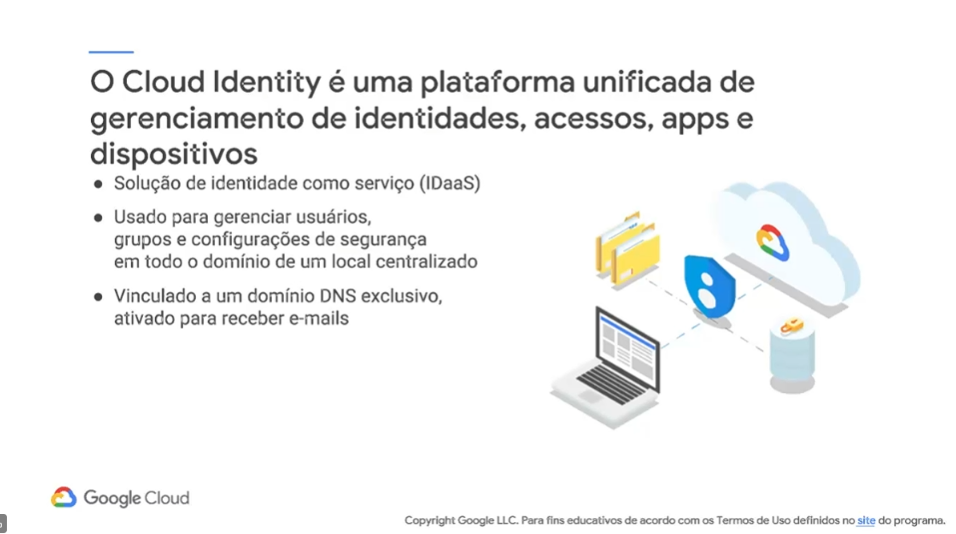 O Cloud Identity é uma plataforma unificada de
gerenciamento de identidades, acessos, apps e
dispositivos
● Solução de identidade como serviço (IDaaS)
● Usado para gerenciar usuários,
grupos e configurações de segurança
em todo o domínio de um local centralizado
● Vinculado a um domínio DNS exclusivo,
ativado para receber e-mails
Google Cloud
Copyright Google LLC. Para fins educativos de acordo com os Termos de Uso definidos no site do programa.